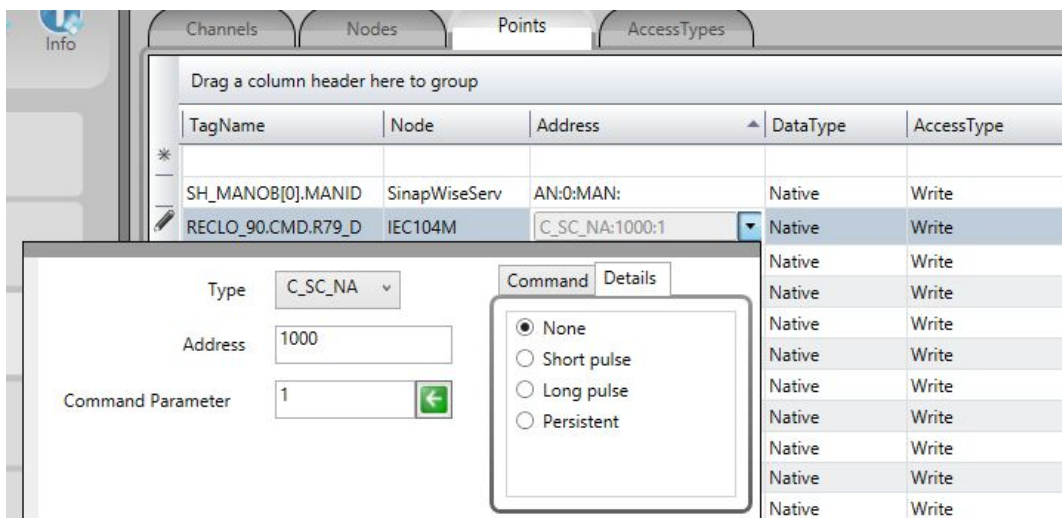 Info
Channels Nodes Points AccessTypes
Drag a column header here to group
TagName Node Address DataType AccessType
SH_MANOB[0].MANID SinapWiseServ AN:0:MAN: Native Write
RECLO_90.CMD.R79_D IEC104M C_SC_NA:1000:1 Native Write
Native Write
Type C_SC_NA Command Details
Native Write
None
Native Write
Address 1000 Short pulse
Native Write
Long pulse
Native Write
Command Parameter 1
Persistent
Native Write
Native Write
Native Write
Native Write